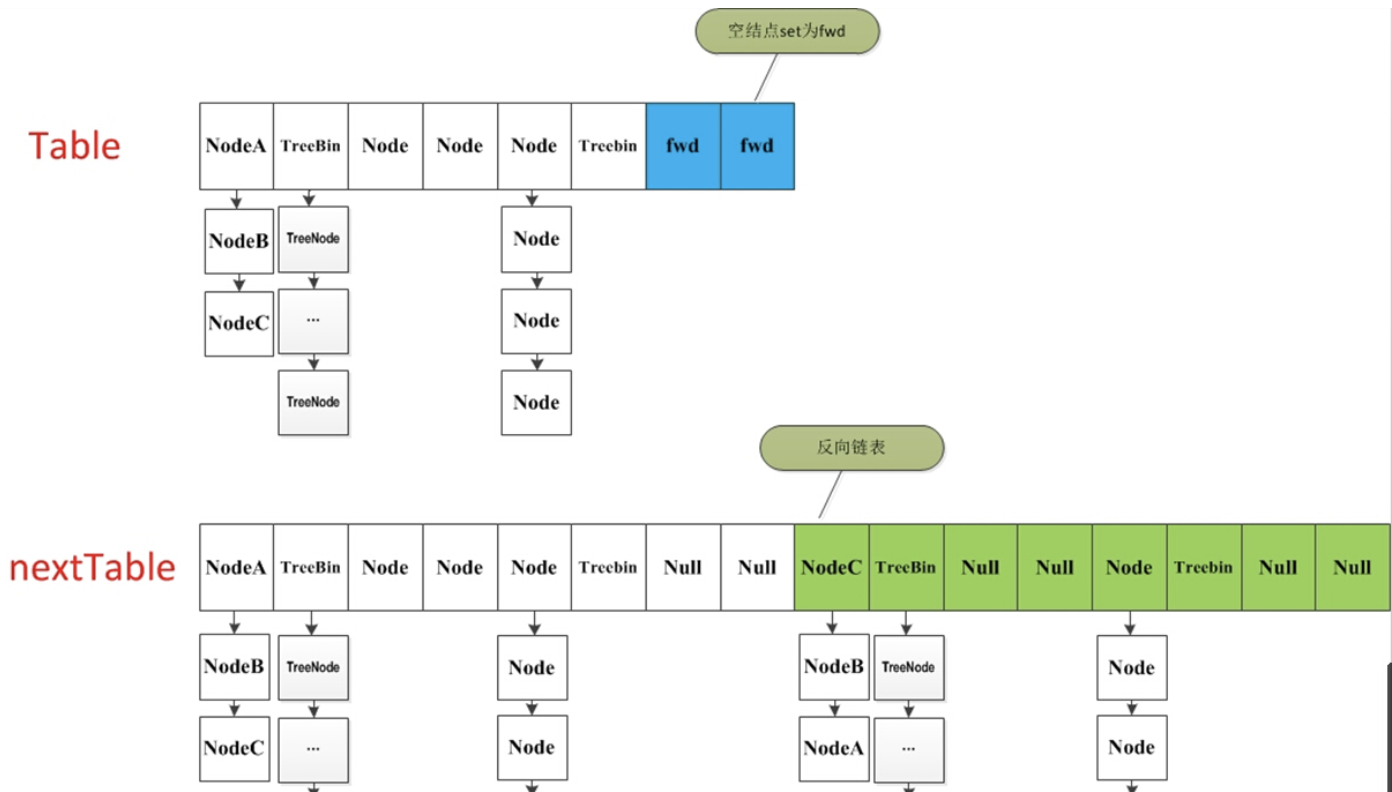 空结点set为fwd
Table
NodeA TreeBin Node Node Node Treebin fwd fwd
NodeB TreeNode Node
NodeC ... Node
TreeNode Node
反向链表
nextTable
NodeA TreeBin Node Node Node Treebin Null Null NodeC TreeBin Null Null Node Treebin Null Null
NodeB TreeNode Node NodeB TreeNode Node
NodeC ... Node NodeA ... Node